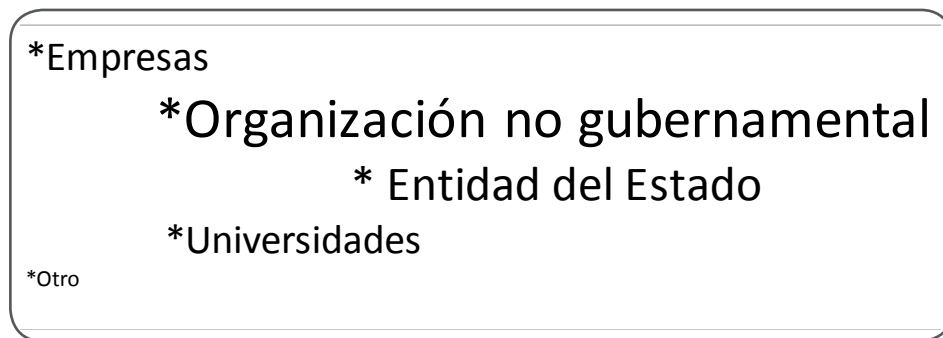 *Empresas
*Organización no gubernamental
* Entidad del Estado
*Universidades
*Otro